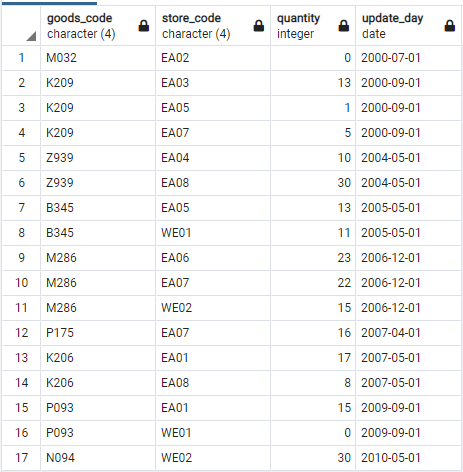 goods_code store_code quantity update_day
character (4) character (4) integer date
1 M032 EA02 0 2000-07-01
2 K209 EA03 13 2000-09-01
3 K209 EA05 1 2000-09-01
4 K209 EA07 5 2000-09-01
5 Z939 EA04 10 2004-05-01
6 Z939 EA08 30 2004-05-01
7 B345 EA05 13 2005-05-01
8 B345 WE01 11 2005-05-01
9 M286 EA06 23 2006-12-01
10 M286 EA07 22 2006-12-01
11 M286 WE02 15 2006-12-01
12 P175 EA07 16 2007-04-01
13 K206 EA01 17 2007-05-01
14 K206 EA08 8 2007-05-01
15 P093 EA01 15 2009-09-01
16 P093 WE01 0 2009-09-01
17 N094 WE02 30 2010-05-01